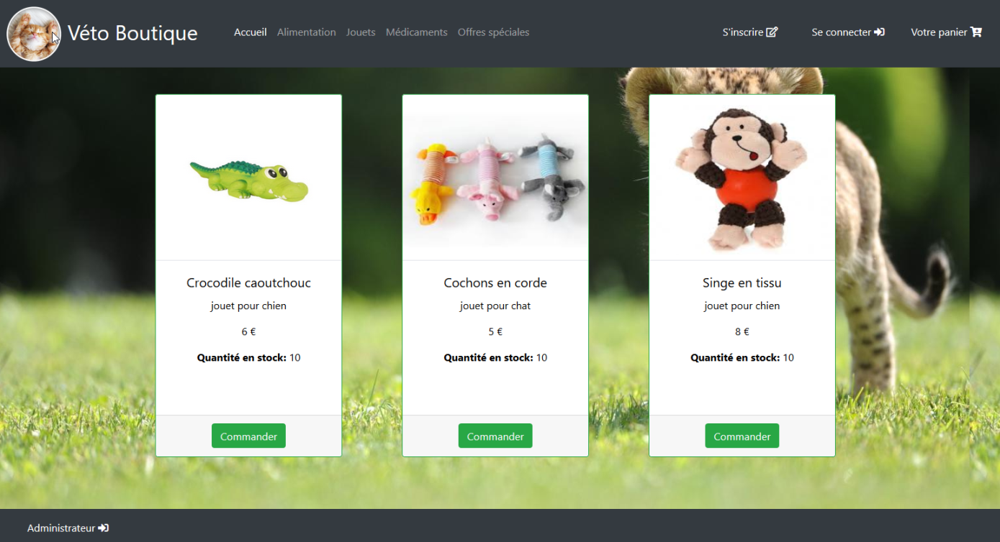 Véto Boutique
Accueil Alimentation Jouets Médicaments Offres spéciales
S'inscrire Se connecter Votre panier
Crocodile caoutchouc
jouet pour chien
6 €
Quantité en stock: 10
Commander
Cochons en corde
jouet pour chat
5 €
Quantité en stock: 10
Commander
Singe en tissu
jouet pour chien
8 €
Quantité en stock: 10
Commander
Administrateur